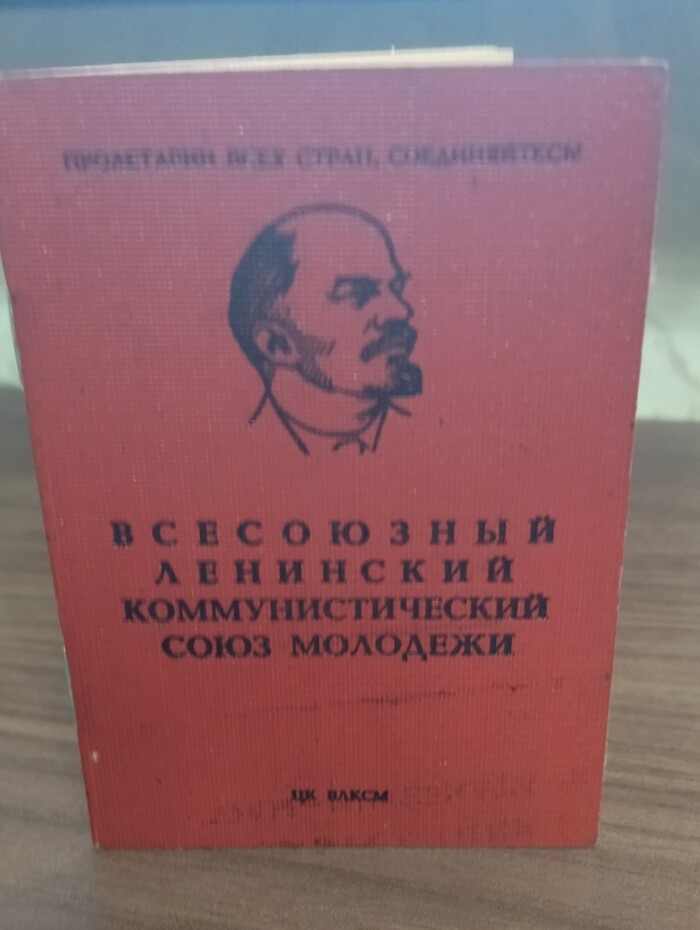 ПРОЛЕТАРИИ ВСЕХ СТРАН, СОЕДИНЯЙТЕСЬ
ВСЕСОЮЗНЫЙ
ЛЕНИНСКИЙ
КОММУНИСТИЧЕСКИЙ
СОЮЗ МОЛОДЕЖИ
ЦК ВЛКСМ